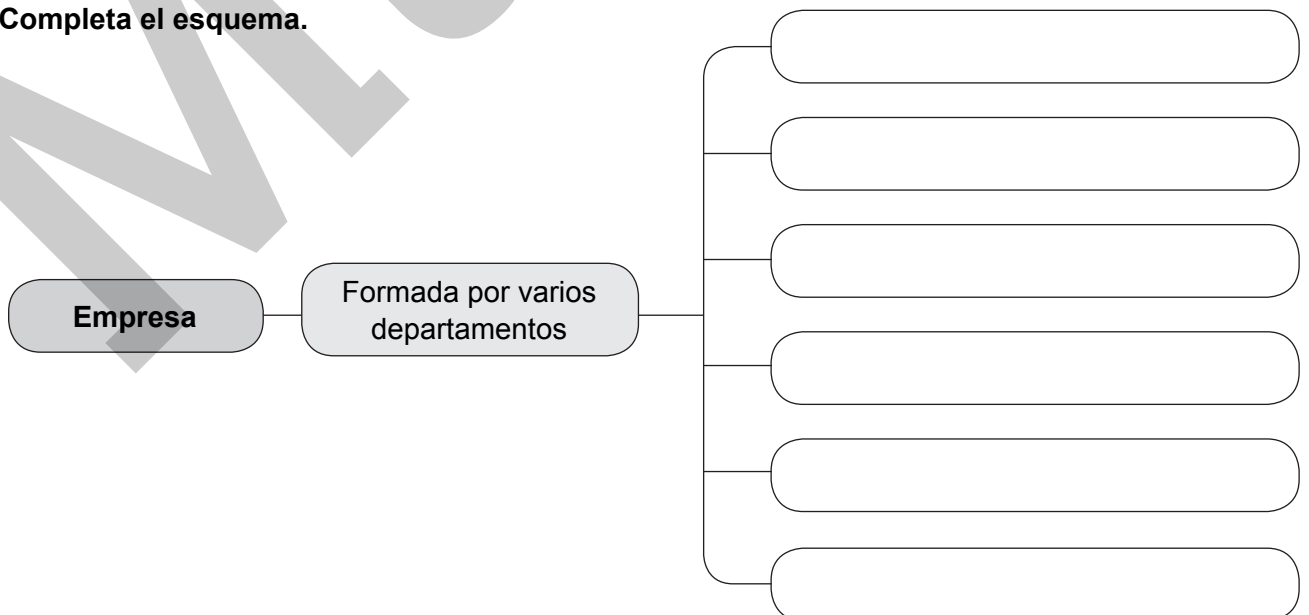 Completa el esquema.
Empresa
Formada por varios
departamentos